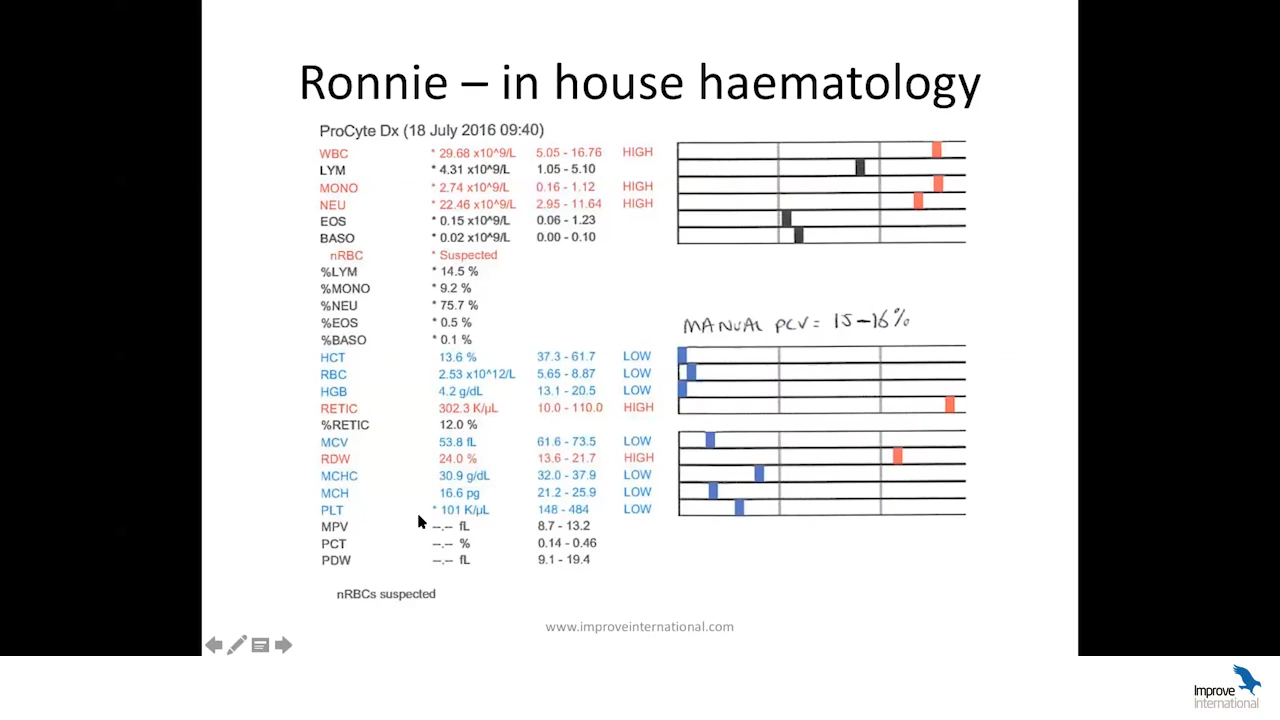 Ronnie – in house haematology
ProCyte Dx (18 July 2016 09:40)
WBC * 29.68 x10^9/L 5.05 - 16.76 HIGH
LYM * 4.31 x10^9/L 1.05 - 5.10
MONO * 2.74 x10^9/L 0.16 - 1.12 HIGH
NEU * 22.46 x10^9/L 2.95 - 11.64 HIGH
EOS * 0.15 x10^9/L 0.06 - 1.23
BASO * 0.02 x10^9/L 0.00 - 0.10
nRBC * Suspected
%LYM * 14.5 %
%MONO * 9.2 %
%NEU * 75.7 %
%EOS * 0.5 %
%BASO * 0.1 %
MANUAL PCV = 15-16%
HCT 13.6 % 37.3 - 61.7 LOW
RBC 2.53 x10^12/L 5.65 - 8.87 LOW
HGB 4.2 g/dL 13.1 - 20.5 LOW
RETIC 302.3 K/µL 10.0 - 110.0 HIGH
%RETIC 12.0 %
MCV 53.8 fL 61.6 - 73.5 LOW
RDW 24.0 % 13.6 - 21.7 HIGH
MCHC 30.9 g/dL 32.0 - 37.9 LOW
MCH 16.6 pg 21.2 - 25.9 LOW
PLT * 101 K/µL 148 - 484 LOW
MPV --.-- fL 8.7 - 13.2
PCT --.-- % 0.14 - 0.46
PDW --.-- fL 9.1 - 19.4
nRBCs suspected
www.improveinternational.com
Improve
International